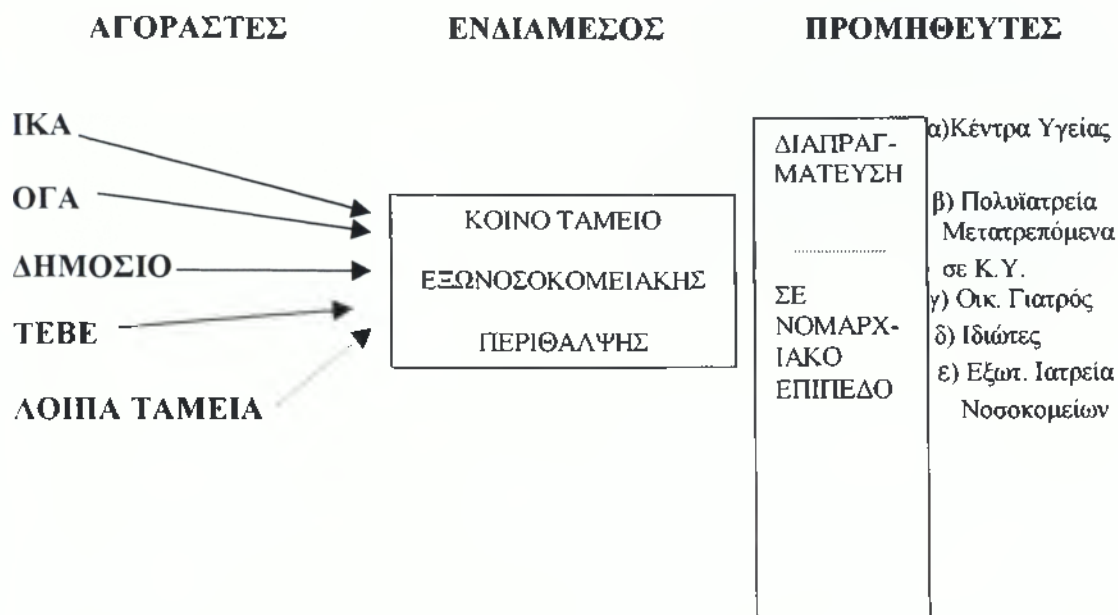 ΑΓΟΡΑΣΤΕΣ ΕΝΔΙΑΜΕΣΟΣ ΠΡΟΜΗΘΕΥΤΕΣ
ΙΚΑ
ΟΓΑ
ΔΗΜΟΣΙΟ
ΤΕΒΕ
ΛΟΙΠΑ ΤΑΜΕΙΑ
ΚΟΙΝΟ ΤΑΜΕΙΟ
ΕΞΩΝΟΣΟΚΟΜΕΙΑΚΗΣ
ΠΕΡΙΘΑΛΨΗΣ
ΔΙΑΠΡΑΓ-
ΜΑΤΕΥΣΗ
ΣΕ
ΝΟΜΑΡΧ-
ΙΑΚΟ
ΕΠΙΠΕΔΟ
α)Κέντρα Υγείας
β) Πολυϊατρεία
Μετατρεπόμενα
σε Κ.Υ.
γ) Οικ. Γιατρός
δ) Ιδιώτες
ε) Εξωτ. Ιατρεία
Νοσοκομείων